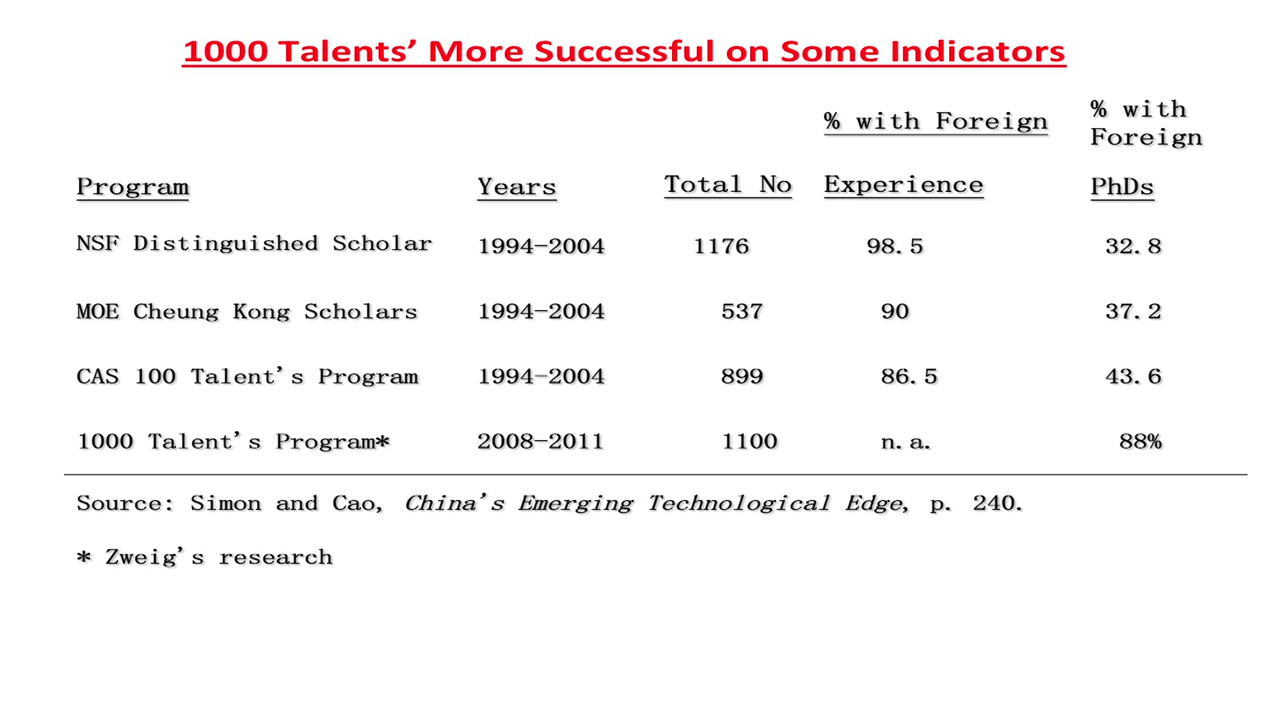 1000 Talents’ More Successful on Some Indicators
% with Foreign % with Foreign
Program Years Total No Experience PhDs
NSF Distinguished Scholar 1994-2004 1176 98.5 32.8
MOE Cheung Kong Scholars 1994-2004 537 90 37.2
CAS 100 Talent's Program 1994-2004 899 86.5 43.6
1000 Talent's Program* 2008-2011 1100 n.a. 88%
Source: Simon and Cao, China's Emerging Technological Edge, p. 240.
* Zweig's research